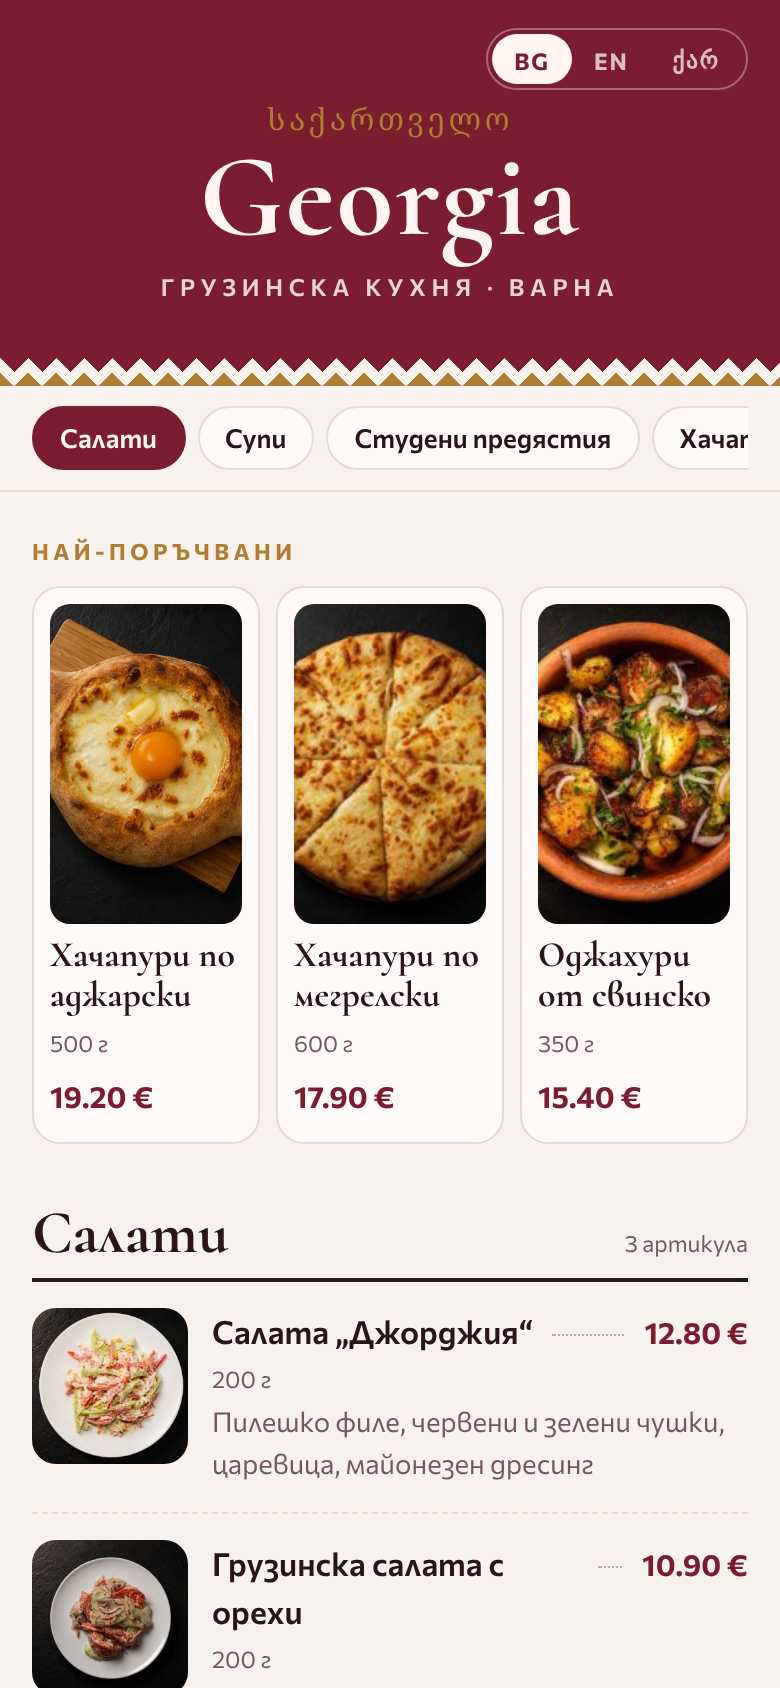 BG EN ქარ
საქართველო
Georgia
ГРУЗИНСКА КУХНЯ · ВАРНА
Салати Супи Студени предястия
НАЙ-ПОРЪЧВАНИ
Хачапури по аджарски
500 г
19.20 €
Хачапури по мегрелски
600 г
17.90 €
Оджахури от свинско
350 г
15.40 €
Салати
3 артикула
Салата „Джорджия“ 12.80 €
200 г
Пилешко филе, червени и зелени чушки,
царевица, майонезен дресинг
Грузинска салата с 10.90 €
орехи
200 г